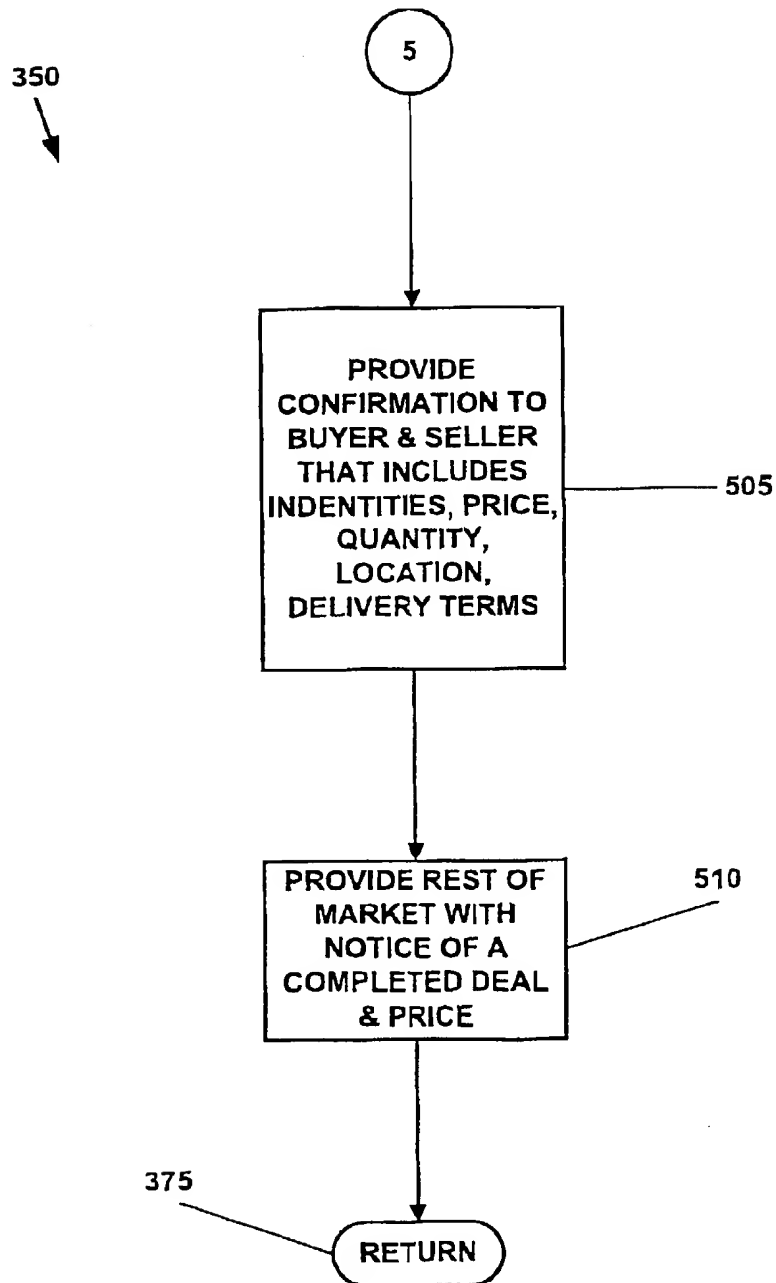 5
350
PROVIDE
CONFIRMATION TO
BUYER & SELLER
THAT INCLUDES
INDENTITIES, PRICE,
QUANTITY,
LOCATION,
DELIVERY TERMS
505
PROVIDE REST OF
MARKET WITH
NOTICE OF A
COMPLETED DEAL
& PRICE
510
375
RETURN